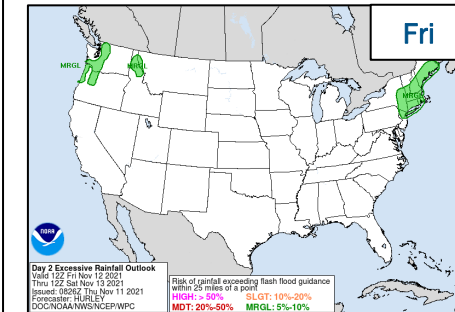 Fri
MRGL
MRGL
MRGL
NOAA
Day 2 Excessive Rainfall Outlook
Valid 12Z Fri Nov 12 2021
Thru 12Z Sat Nov 13 2021
Issued: 0826Z Thu Nov 11 2021
Forecaster: HURLEY
DOC/NOAA/NWS/NCEP/WPC
Risk of rainfall exceeding flash flood guidance
within 25 miles of a point
HIGH: > 50% SLGT: 10%-20%
MDT: 20%-50% MRGL: 5%-10%